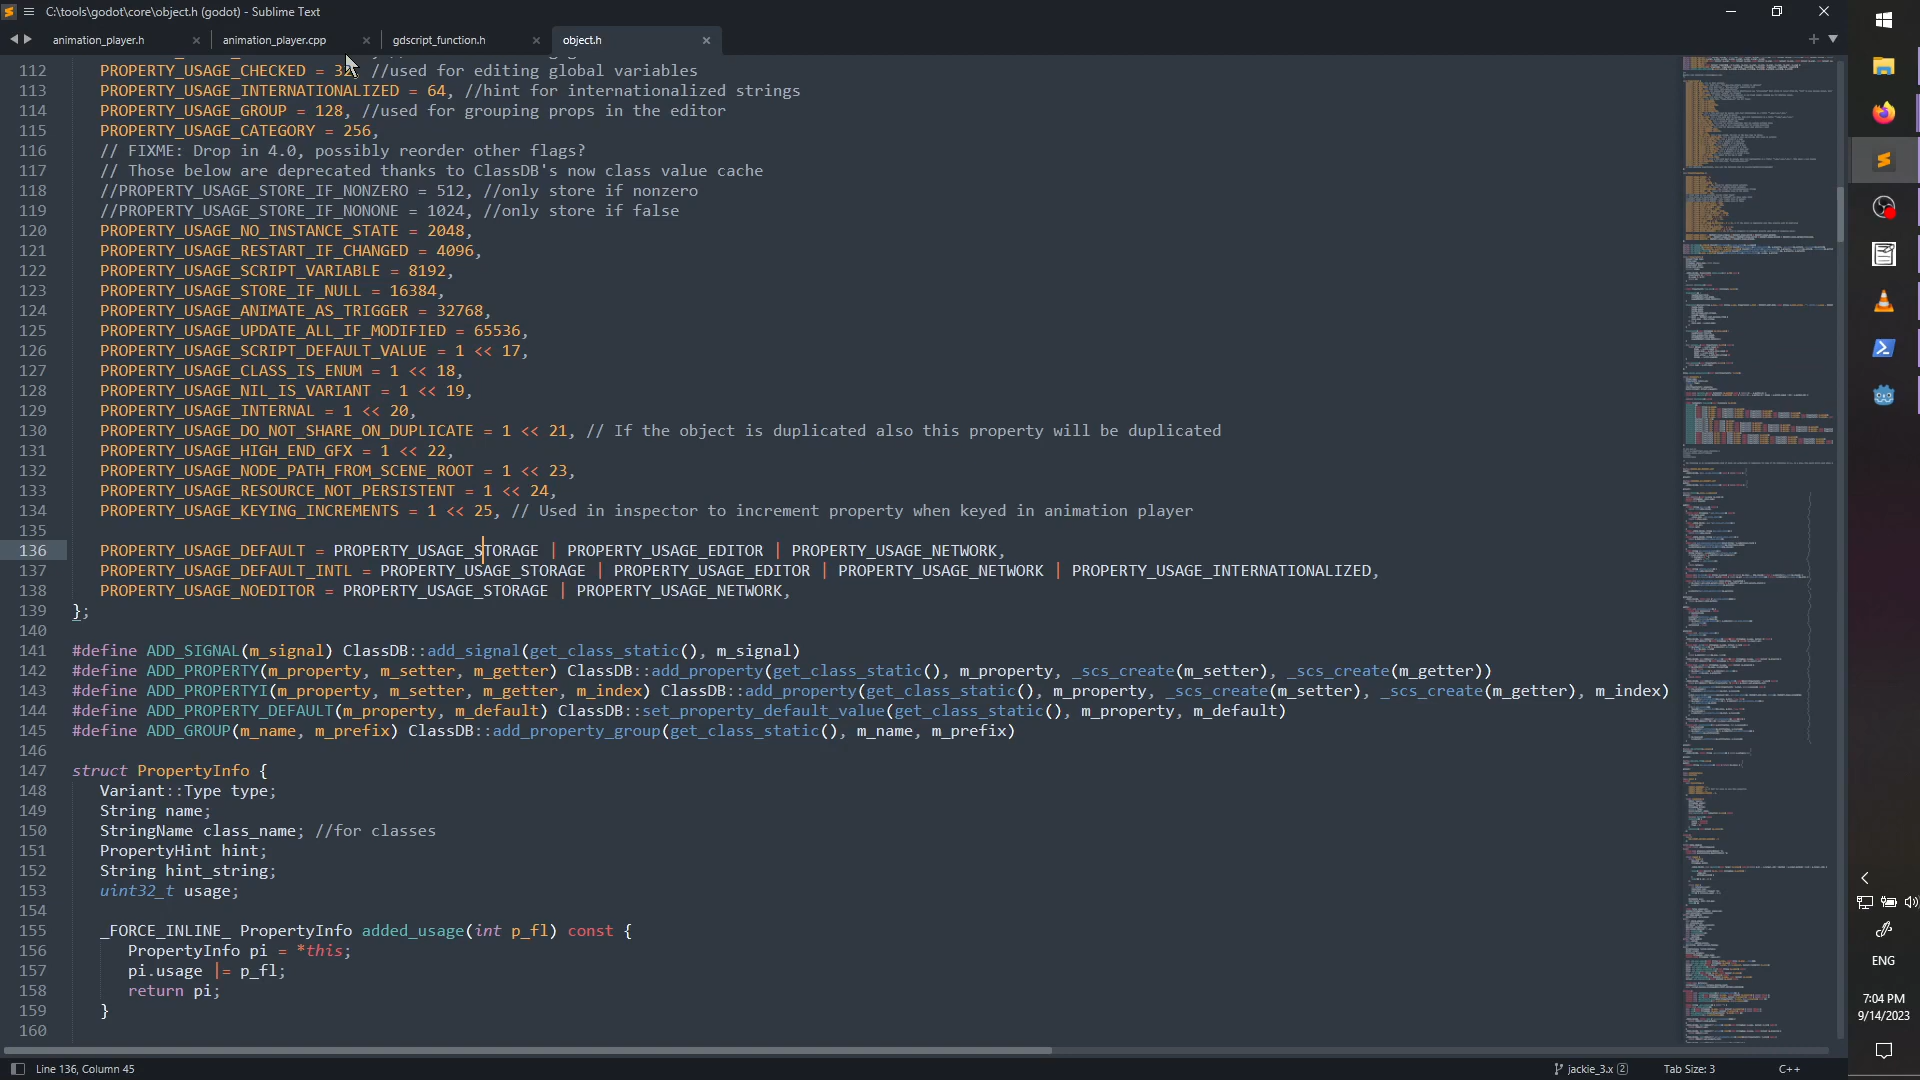 C:\tools\godot\core\object.h (godot) - Sublime Text
animation_player.h
animation_player.cpp
gdscript_function.h
object.h
112 PROPERTY_USAGE_CHECKED = 32, //used for editing global variables
113 PROPERTY_USAGE_INTERNATIONALIZED = 64, //hint for internationalized strings
114 PROPERTY_USAGE_GROUP = 128, //used for grouping props in the editor
115 PROPERTY_USAGE_CATEGORY = 256,
116 // FIXME: Drop in 4.0, possibly reorder other flags?
117 // Those below are deprecated thanks to ClassDB's now class value cache
118 //PROPERTY_USAGE_STORE_IF_NONZERO = 512, //only store if nonzero
119 //PROPERTY_USAGE_STORE_IF_NONONE = 1024, //only store if false
120 PROPERTY_USAGE_NO_INSTANCE_STATE = 2048,
121 PROPERTY_USAGE_RESTART_IF_CHANGED = 4096,
122 PROPERTY_USAGE_SCRIPT_VARIABLE = 8192,
123 PROPERTY_USAGE_STORE_IF_NULL = 16384,
124 PROPERTY_USAGE_ANIMATE_AS_TRIGGER = 32768,
125 PROPERTY_USAGE_UPDATE_ALL_IF_MODIFIED = 65536,
126 PROPERTY_USAGE_SCRIPT_DEFAULT_VALUE = 1 << 17,
127 PROPERTY_USAGE_CLASS_IS_ENUM = 1 << 18,
128 PROPERTY_USAGE_NIL_IS_VARIANT = 1 << 19,
129 PROPERTY_USAGE_INTERNAL = 1 << 20,
130 PROPERTY_USAGE_DO_NOT_SHARE_ON_DUPLICATE = 1 << 21, // If the object is duplicated also this property will be duplicated
131 PROPERTY_USAGE_HIGH_END_GFX = 1 << 22,
132 PROPERTY_USAGE_NODE_PATH_FROM_SCENE_ROOT = 1 << 23,
133 PROPERTY_USAGE_RESOURCE_NOT_PERSISTENT = 1 << 24,
134 PROPERTY_USAGE_KEYING_INCREMENTS = 1 << 25, // Used in inspector to increment property when keyed in animation player
135
136 PROPERTY_USAGE_DEFAULT = PROPERTY_USAGE_STORAGE | PROPERTY_USAGE_EDITOR | PROPERTY_USAGE_NETWORK,
137 PROPERTY_USAGE_DEFAULT_INTL = PROPERTY_USAGE_STORAGE | PROPERTY_USAGE_EDITOR | PROPERTY_USAGE_NETWORK | PROPERTY_USAGE_INTERNATIONALIZED,
138 PROPERTY_USAGE_NOEDITOR = PROPERTY_USAGE_STORAGE | PROPERTY_USAGE_NETWORK,
139 };
140
141 #define ADD_SIGNAL(m_signal) ClassDB::add_signal(get_class_static(), m_signal)
142 #define ADD_PROPERTY(m_property, m_setter, m_getter) ClassDB::add_property(get_class_static(), m_property, _scs_create(m_setter), _scs_create(m_getter))
143 #define ADD_PROPERTYI(m_property, m_setter, m_getter, m_index) ClassDB::add_property(get_class_static(), m_property, _scs_create(m_setter), _scs_create(m_getter), m_index)
144 #define ADD_PROPERTY_DEFAULT(m_property, m_default) ClassDB::set_property_default_value(get_class_static(), m_property, m_default)
145 #define ADD_GROUP(m_name, m_prefix) ClassDB::add_property_group(get_class_static(), m_name, m_prefix)
146
147 struct PropertyInfo {
148 Variant::Type type;
149 String name;
150 StringName class_name; //for classes
151 PropertyHint hint;
152 String hint_string;
153 uint32_t usage;
154
155 _FORCE_INLINE_ PropertyInfo added_usage(int p_fl) const {
156 PropertyInfo pi = *this;
157 pi.usage |= p_fl;
158 return pi;
159 }
160
ENG
7:04 PM
9/14/2023
Line 136, Column 45
jackie_3.x 2
Tab Size: 3
C++